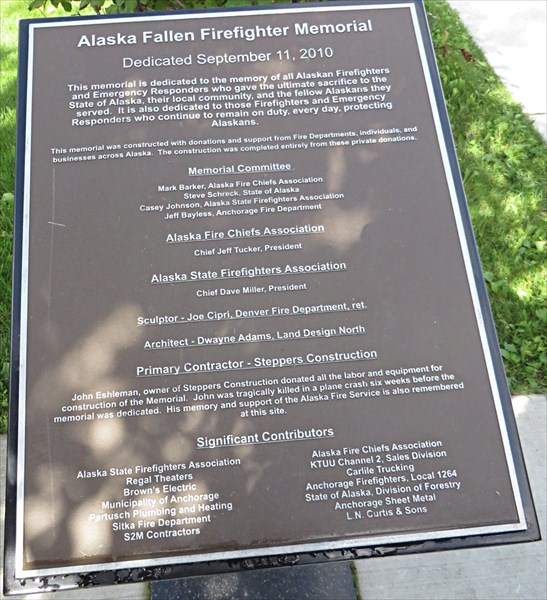 Alaska Fallen Firefighter Memorial
Dedicated September 11, 2010
This memorial is dedicated to the memory of all Alaskan Firefighters
and Emergency Responders who gave the ultimate sacrifice to the
State of Alaska, their local community, and the fellow Alaskans they
served. It is also dedicated to those Firefighters and Emergency
Responders who continue to remain on duty, every day, protecting
Alaskans.
This memorial was constructed with donations and support from Fire Departments, individuals, and
businesses across Alaska. The construction was completed entirely from these private donations.
Memorial Committee
Mark Barker, Alaska Fire Chiefs Association
Steve Schreck, State of Alaska
Casey Johnson, Alaska State Firefighters Association
Jeff Bayless, Anchorage Fire Department
Alaska Fire Chiefs Association
Chief Jeff Tucker, President
Alaska State Firefighters Association
Chief Dave Miller, President
Sculptor - Joe Cipri, Denver Fire Department, ret.
Architect - Dwayne Adams, Land Design North
Primary Contractor - Steppers Construction
John Eshleman, owner of Steppers Construction donated all the labor and equipment for
construction of the Memorial. John was tragically killed in a plane crash six weeks before the
memorial was dedicated. His memory and support of the Alaska Fire Service is also remembered
at this site.
Significant Contributors
Alaska State Firefighters Association
Regal Theaters
Brown's Electric
Municipality of Anchorage
Pertusch Plumbing and Heating
Sitka Fire Department
S2M Contractors
Alaska Fire Chiefs Association
KTUU Channel 2, Sales Division
Carlile Trucking
Anchorage Firefighters, Local 1264
State of Alaska, Division of Forestry
Anchorage Sheet Metal
L.N. Curtis & Sons